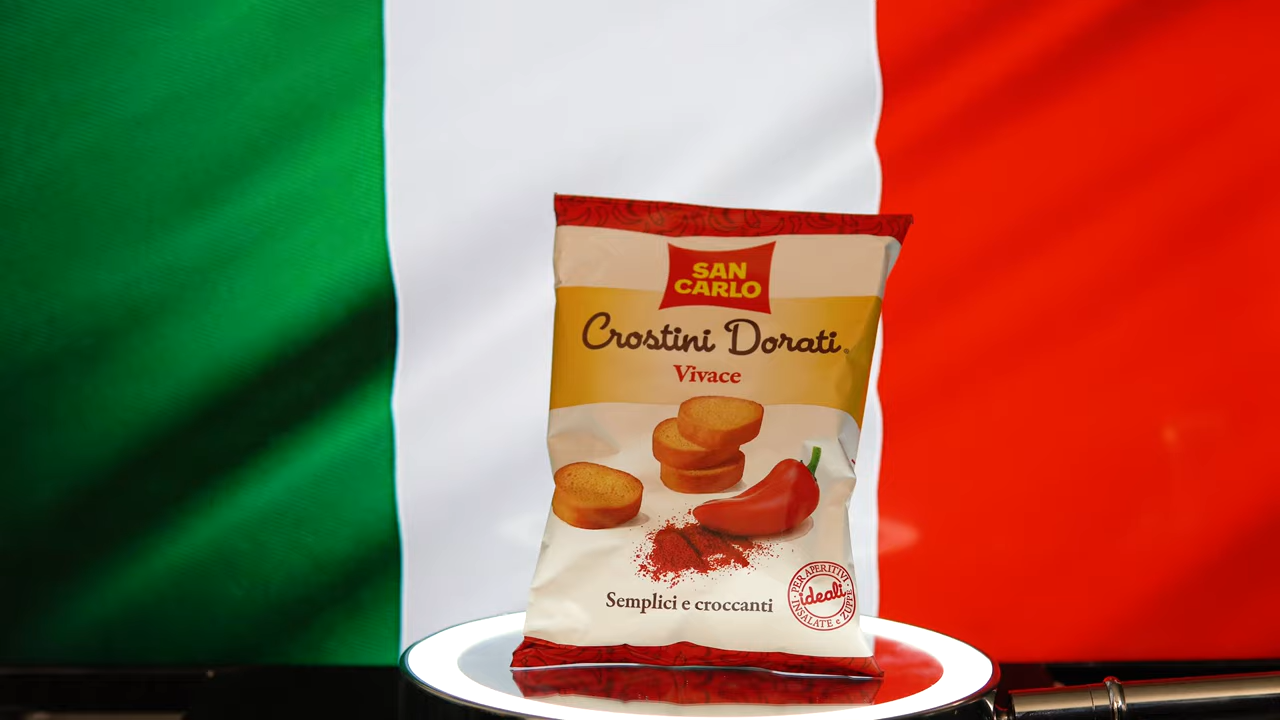 SAN
CARLO
Crostini Dorati®
Vivace
Semplici e croccanti
PER APERITIVI
ideali
INSALATE e ZUPPE